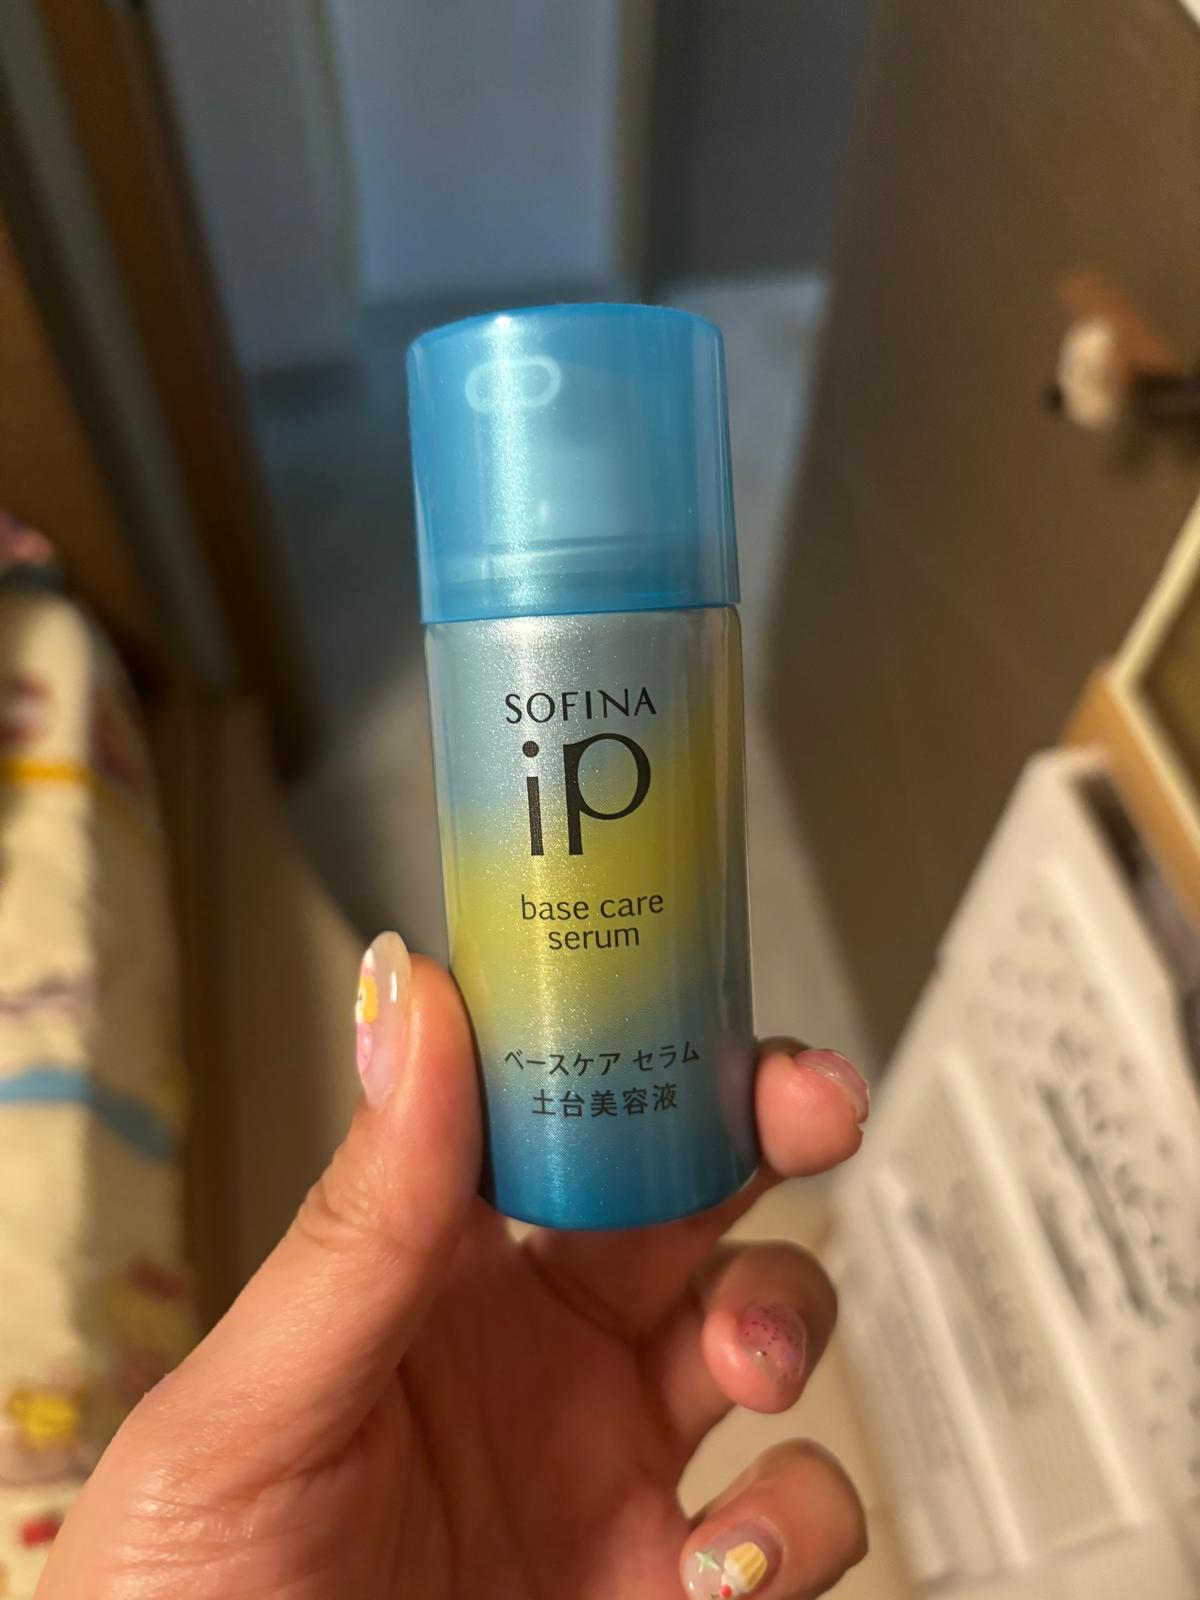 SOFINA
iP
base care
serum
ベースケア セラム
土台美容液